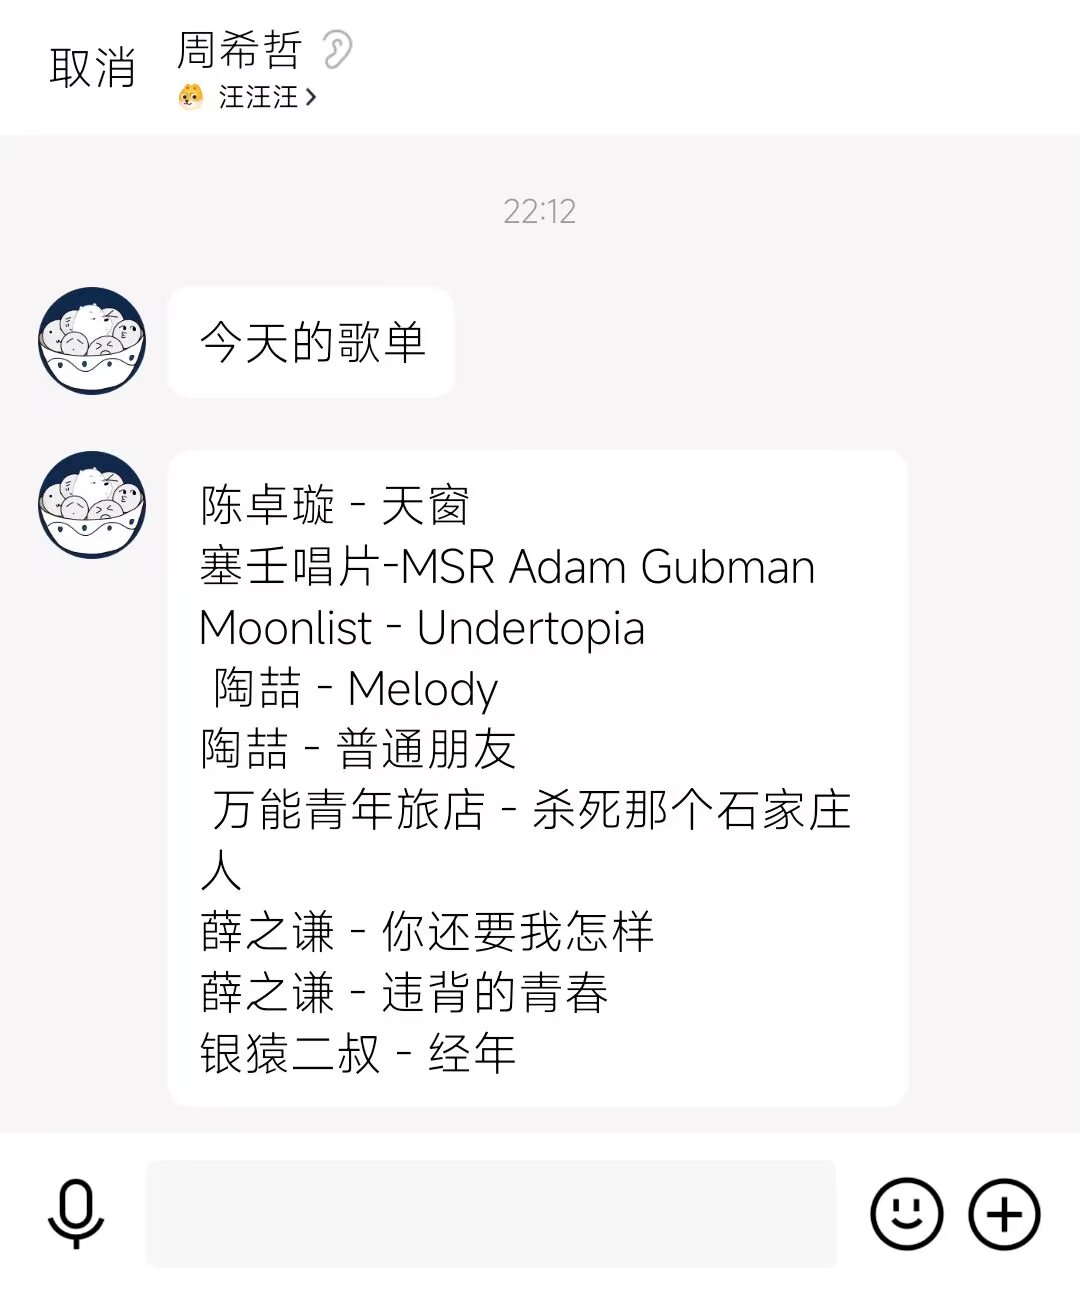 取消
周希哲
汪汪汪
22:12
今天的歌单
陈卓璇 - 天窗
塞壬唱片-MSR Adam Gubman
Moonlist - Undertopia
陶喆 - Melody
陶喆 - 普通朋友
万能青年旅店 - 杀死那个石家庄
人
薛之谦 - 你还要我怎样
薛之谦 - 违背的青春
银猿二叔 - 经年